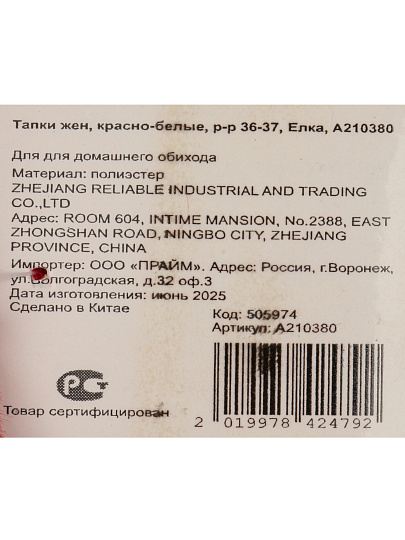 Тапки жен, красно-белые, р-р 36-37, Елка, А210380
Для для домашнего обихода
Материал: полиэстер
ZHEJIANG RELIABLE INDUSTRIAL AND TRADING
CO.,LTD
Адрес: ROOM 604, INTIME MANSION, No.2388, EAST
ZHONGSHAN ROAD, NINGBO CITY, ZHEJIANG
PROVINCE, CHINA
Импортер: ООО «ПРАЙМ». Адрес: Россия, г.Воронеж,
ул.Волгоградская, д.32 оф.3
Дата изготовления: июнь 2025
Сделано в Китае
Код: 505974
Артикул: А210380
РСТ
Товар сертифицирован
2 019978 424792